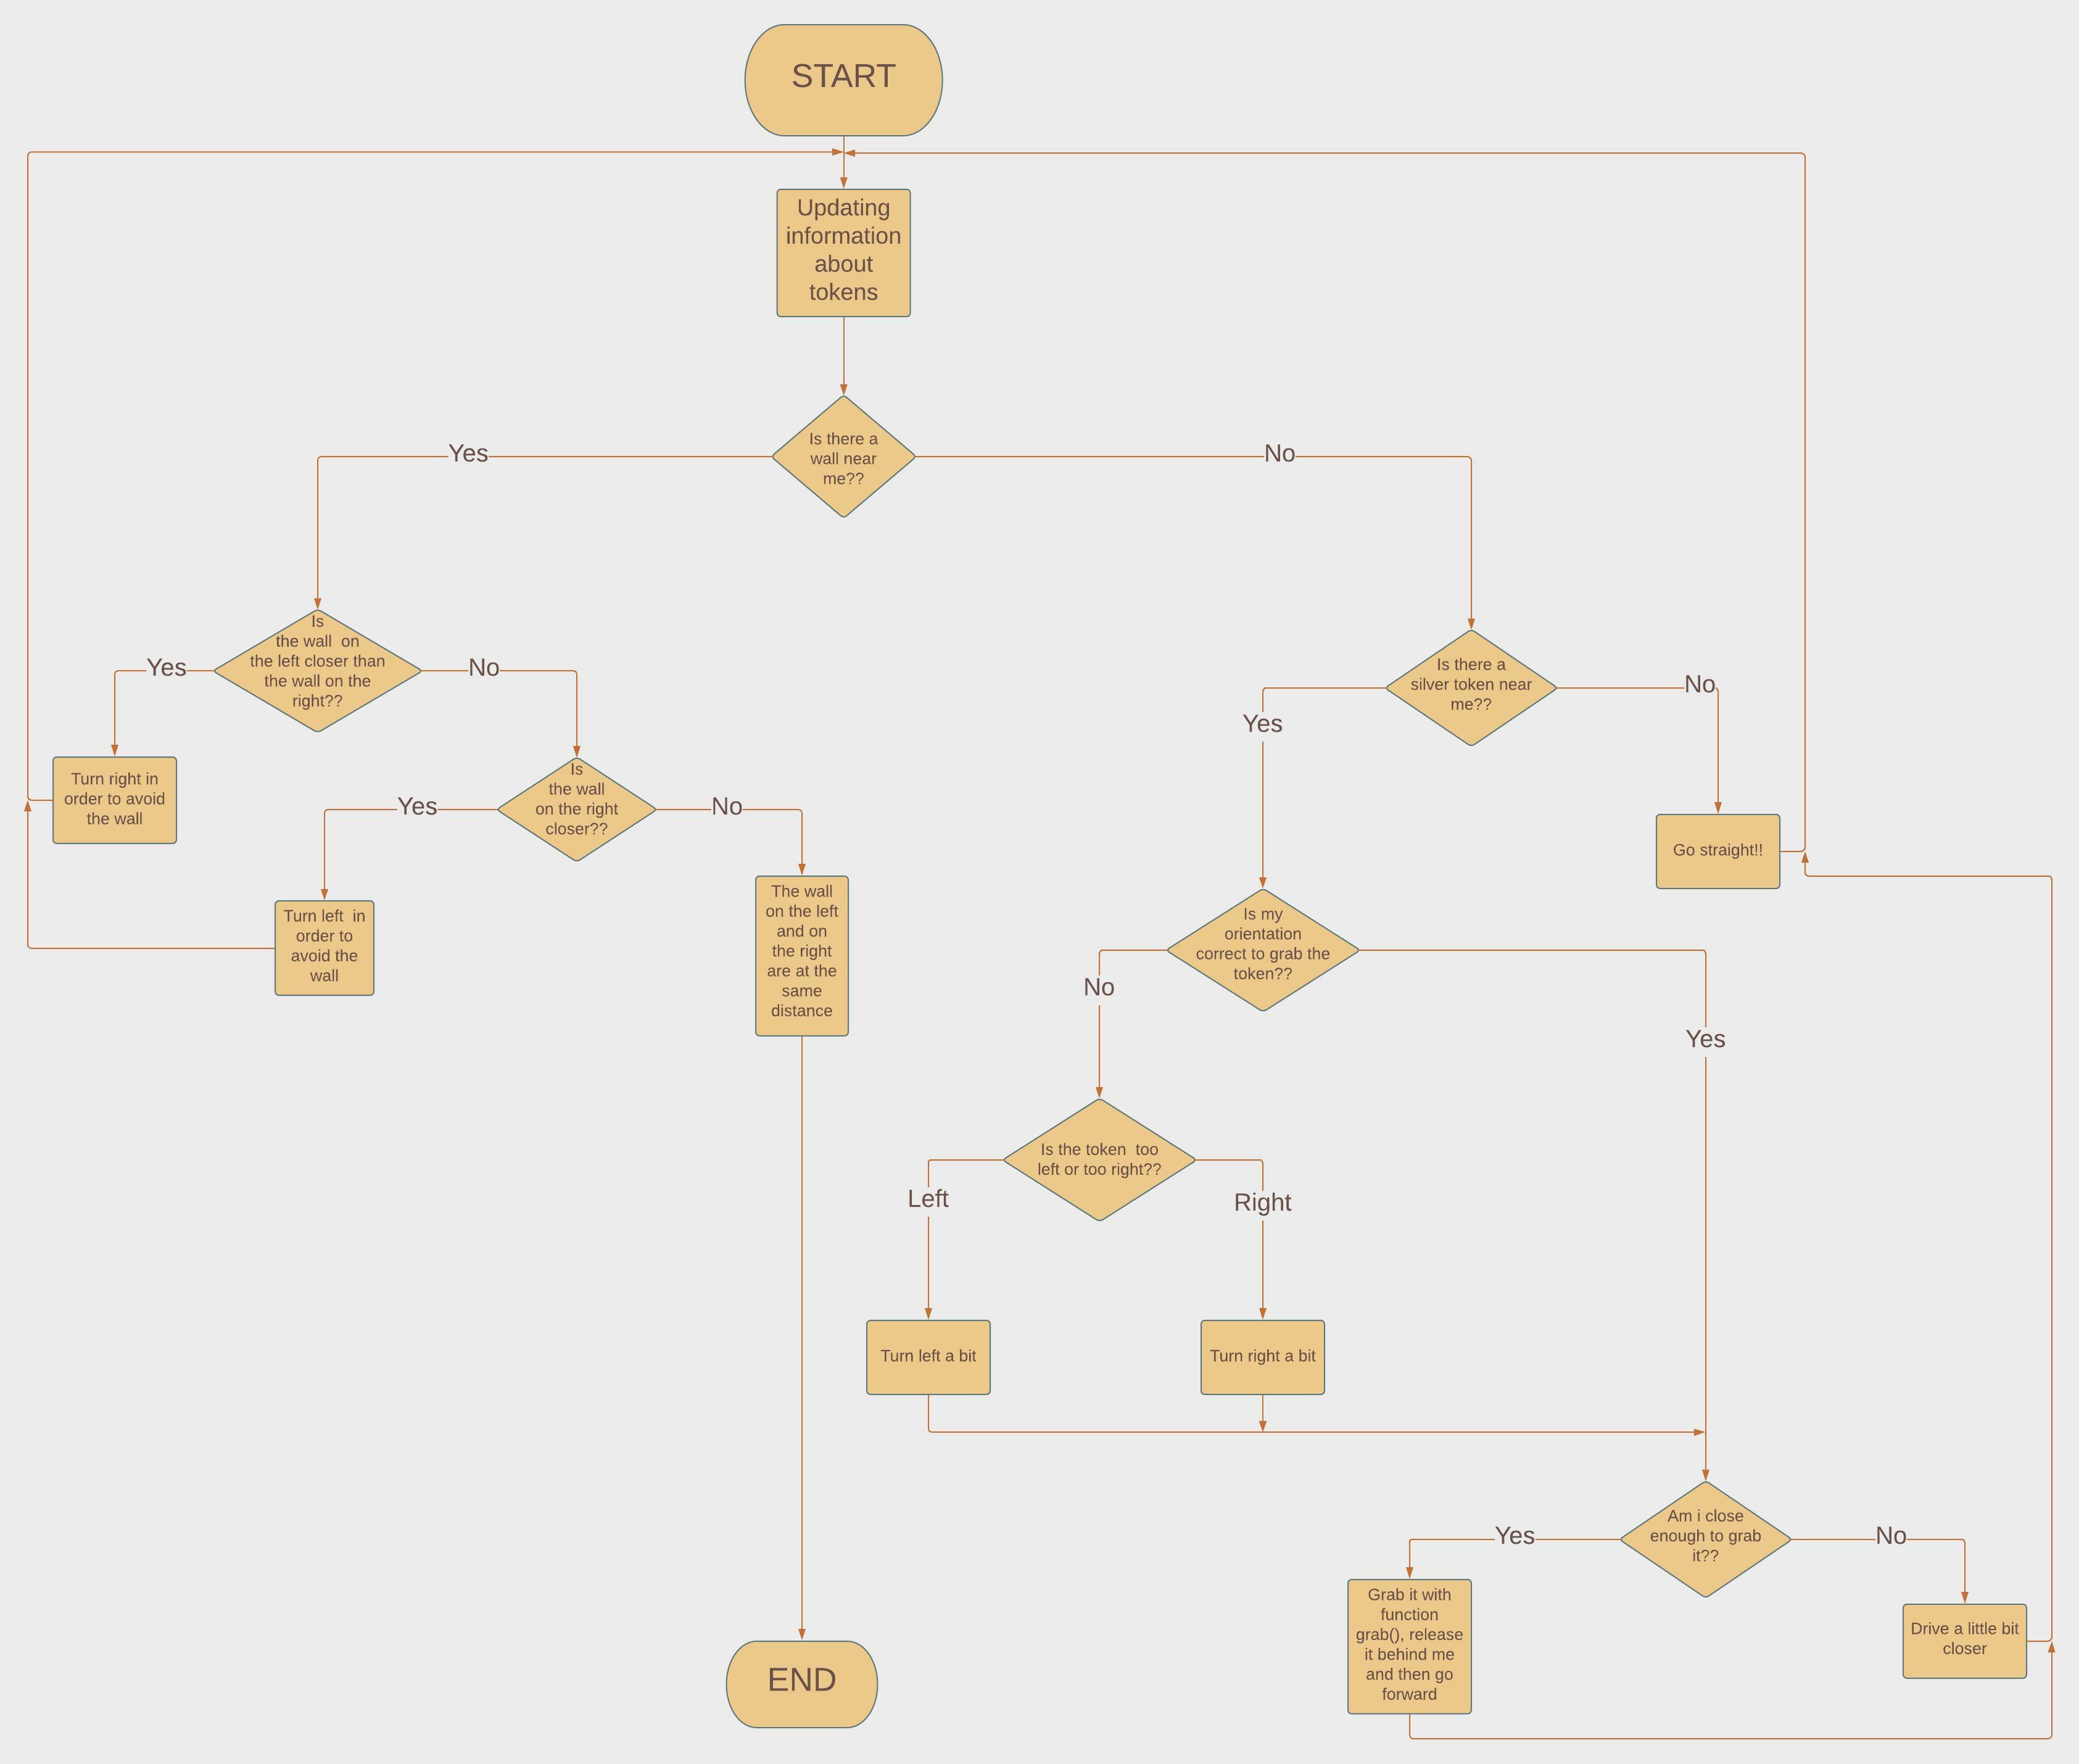 START
Updating
information
about
tokens
Is there a
wall near
me??
Yes
No
Is
the wall  on
the left closer than
the wall on the
right??
Yes
No
Is there a
silver token near
me??
Yes
No
Turn right in
order to avoid
the wall
Is
the wall
on the right
closer??
Yes
No
Go straight!!
Turn left  in
order to
avoid the
wall
The wall
on the left
and on
the right
are at the
same
distance
Is my
orientation
correct to grab the
token??
No
Yes
Is the token  too
left or too right??
Left
Right
Turn left a bit
Turn right a bit
Am i close
enough to grab
it??
Yes
No
Grab it with
function
grab(), release
it behind me
and then go
forward
Drive a little bit
closer
END